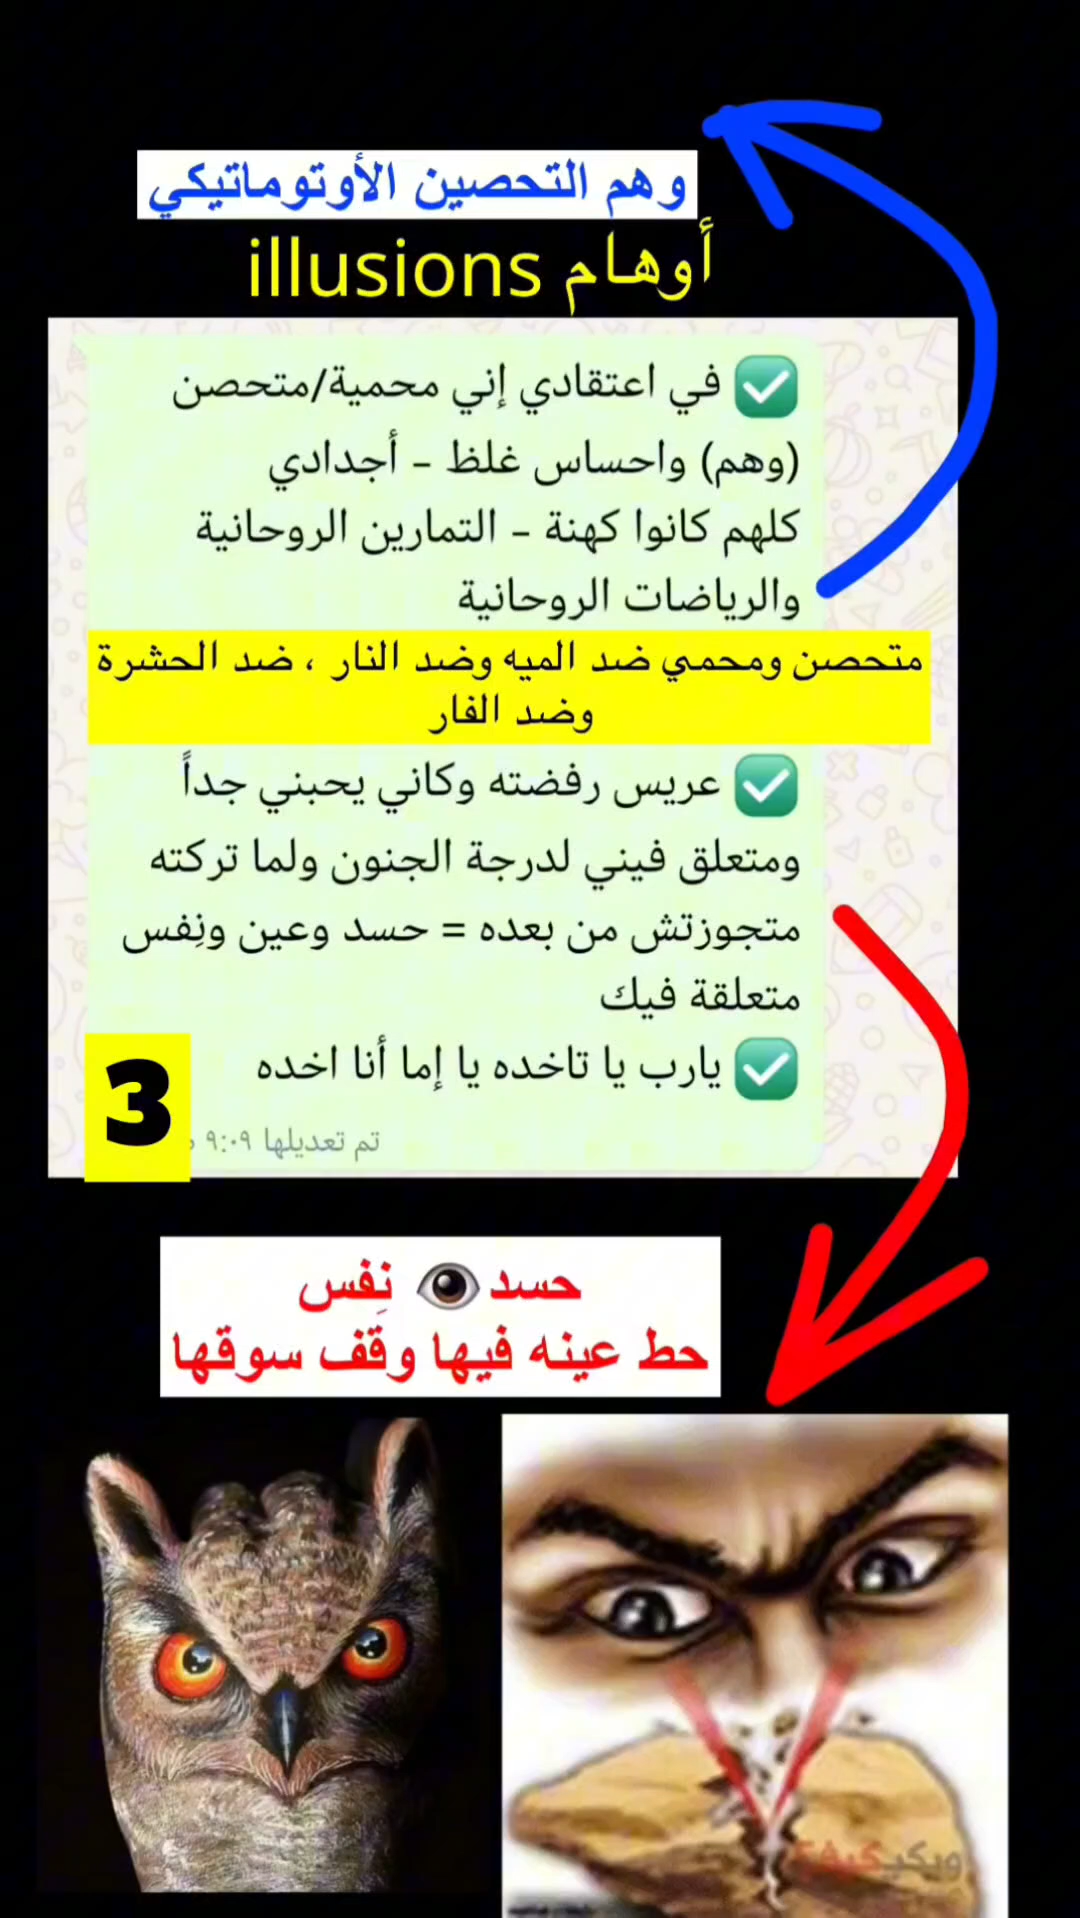 وهم التحصين الأوتوماتيكي
أوهام illusions
✅ في اعتقادي إني محمية/متحصن
(وهم) واحساس غلظ - أجدادي
كلهم كانوا كهنة - التمارين الروحانية
والرياضات الروحانية
متحصن ومحمي ضد الميه وضد النار ، ضد الحشرة
وضد الفار
✅ عريس رفضته وكاني يحبني جداً
ومتعلق فيني لدرجة الجنون ولما تركته
متجوزتش من بعده = حسد وعين ونِفس
متعلقة فيك
✅ يارب يا تاخده يا إما أنا اخده
تم تعديلها ٩:٠٩
3
حسد👁 نِفس
حط عينه فيها وقف سوقها
ويكيكيف؟